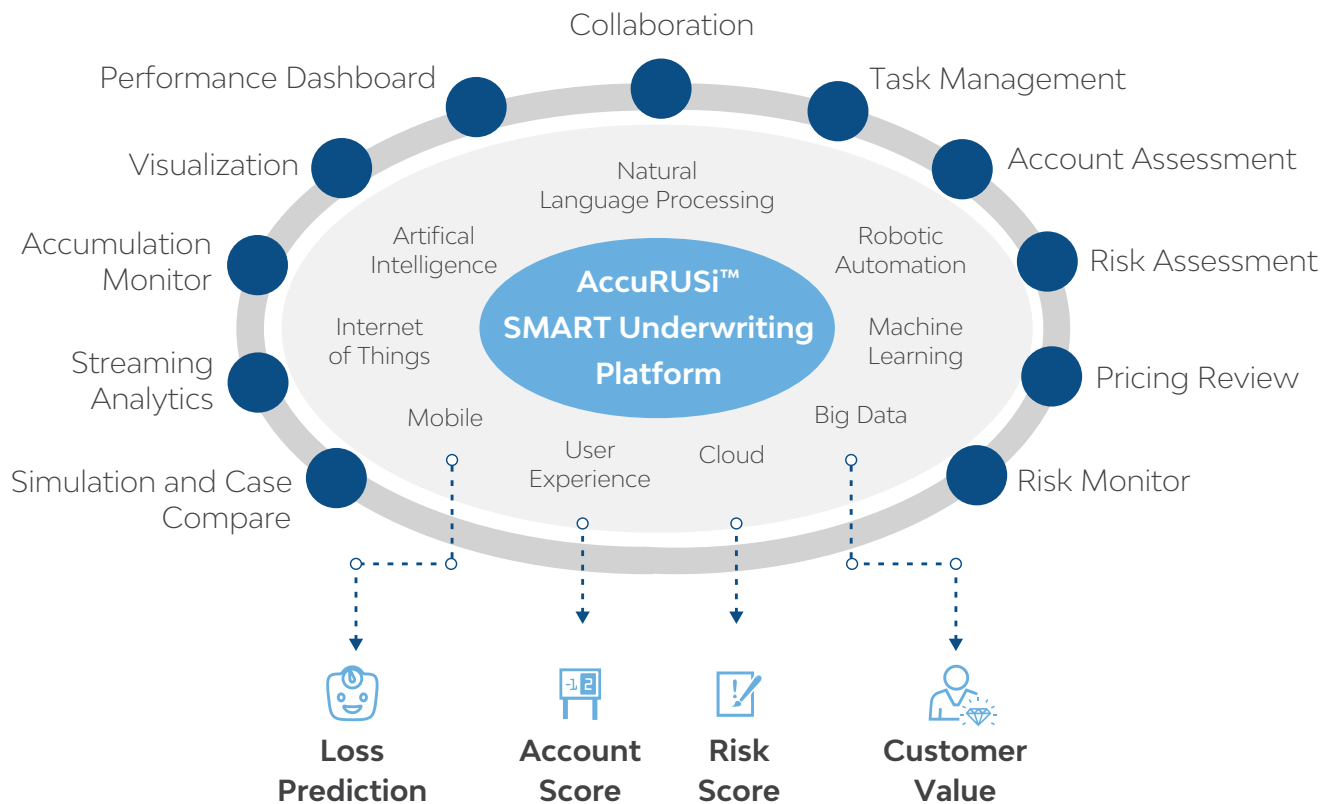 Collaboration
Performance Dashboard
Task Management
Visualization
Account Assessment
Natural
Language Processing
Accumulation
Monitor
Artifical
Intelligence
Robotic
Automation
Risk Assessment
AccuRUSi™
SMART Underwriting
Platform
Internet
of Things
Machine
Learning
Streaming
Analytics
Pricing Review
Mobile
Big Data
User
Experience
Cloud
Simulation and Case
Compare
Risk Monitor
-1, 2
Loss
Prediction
Account
Score
Risk
Score
Customer
Value